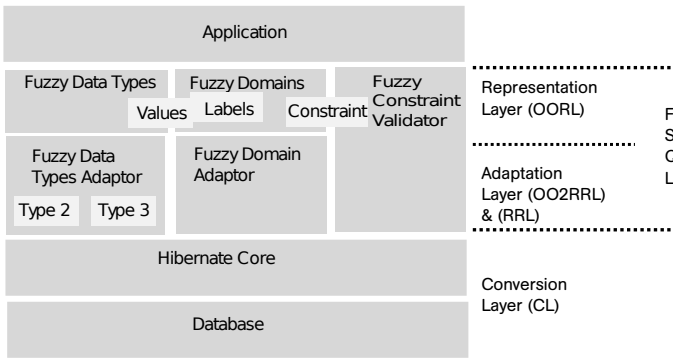 Application
Fuzzy Data Types
Fuzzy Domains
Fuzzy
Constraint
Validator
Values
Labels
Constraint
Representation
Layer (OORL)
Fuzzy Data
Types Adaptor
Type 2
Type 3
Fuzzy Domain
Adaptor
Adaptation
Layer (OO2RRL)
& (RRL)
F
S
L
Hibernate Core
Conversion
Layer (CL)
Database